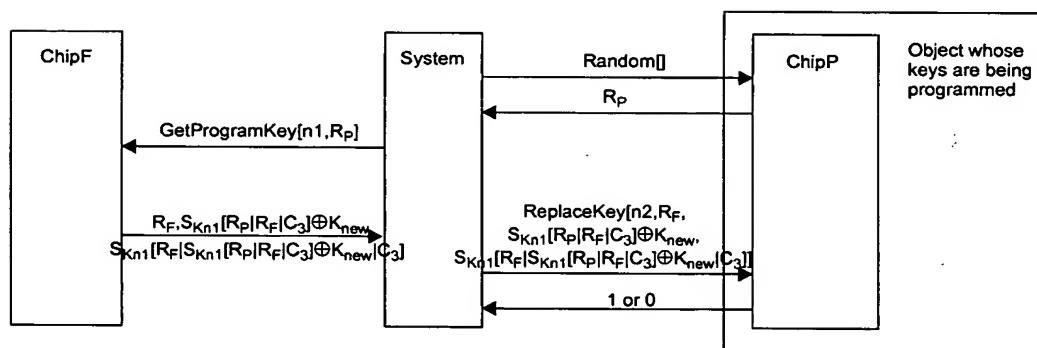 ChipF
System
ChipP
Object whose
keys are being
programmed
Random[]
R_P
GetProgramKey[n1,R_P]
R_F,S_Kn1[R_P|R_F|C_3]⊕K_new
S_Kn1[R_F|S_Kn1[R_P|R_F|C_3]⊕K_new|C_3]
ReplaceKey[n2,R_F,
S_Kn1[R_P|R_F|C_3]⊕K_new,
S_Kn1[R_F|S_Kn1[R_P|R_F|C_3]⊕K_new|C_3]]
1 or 0